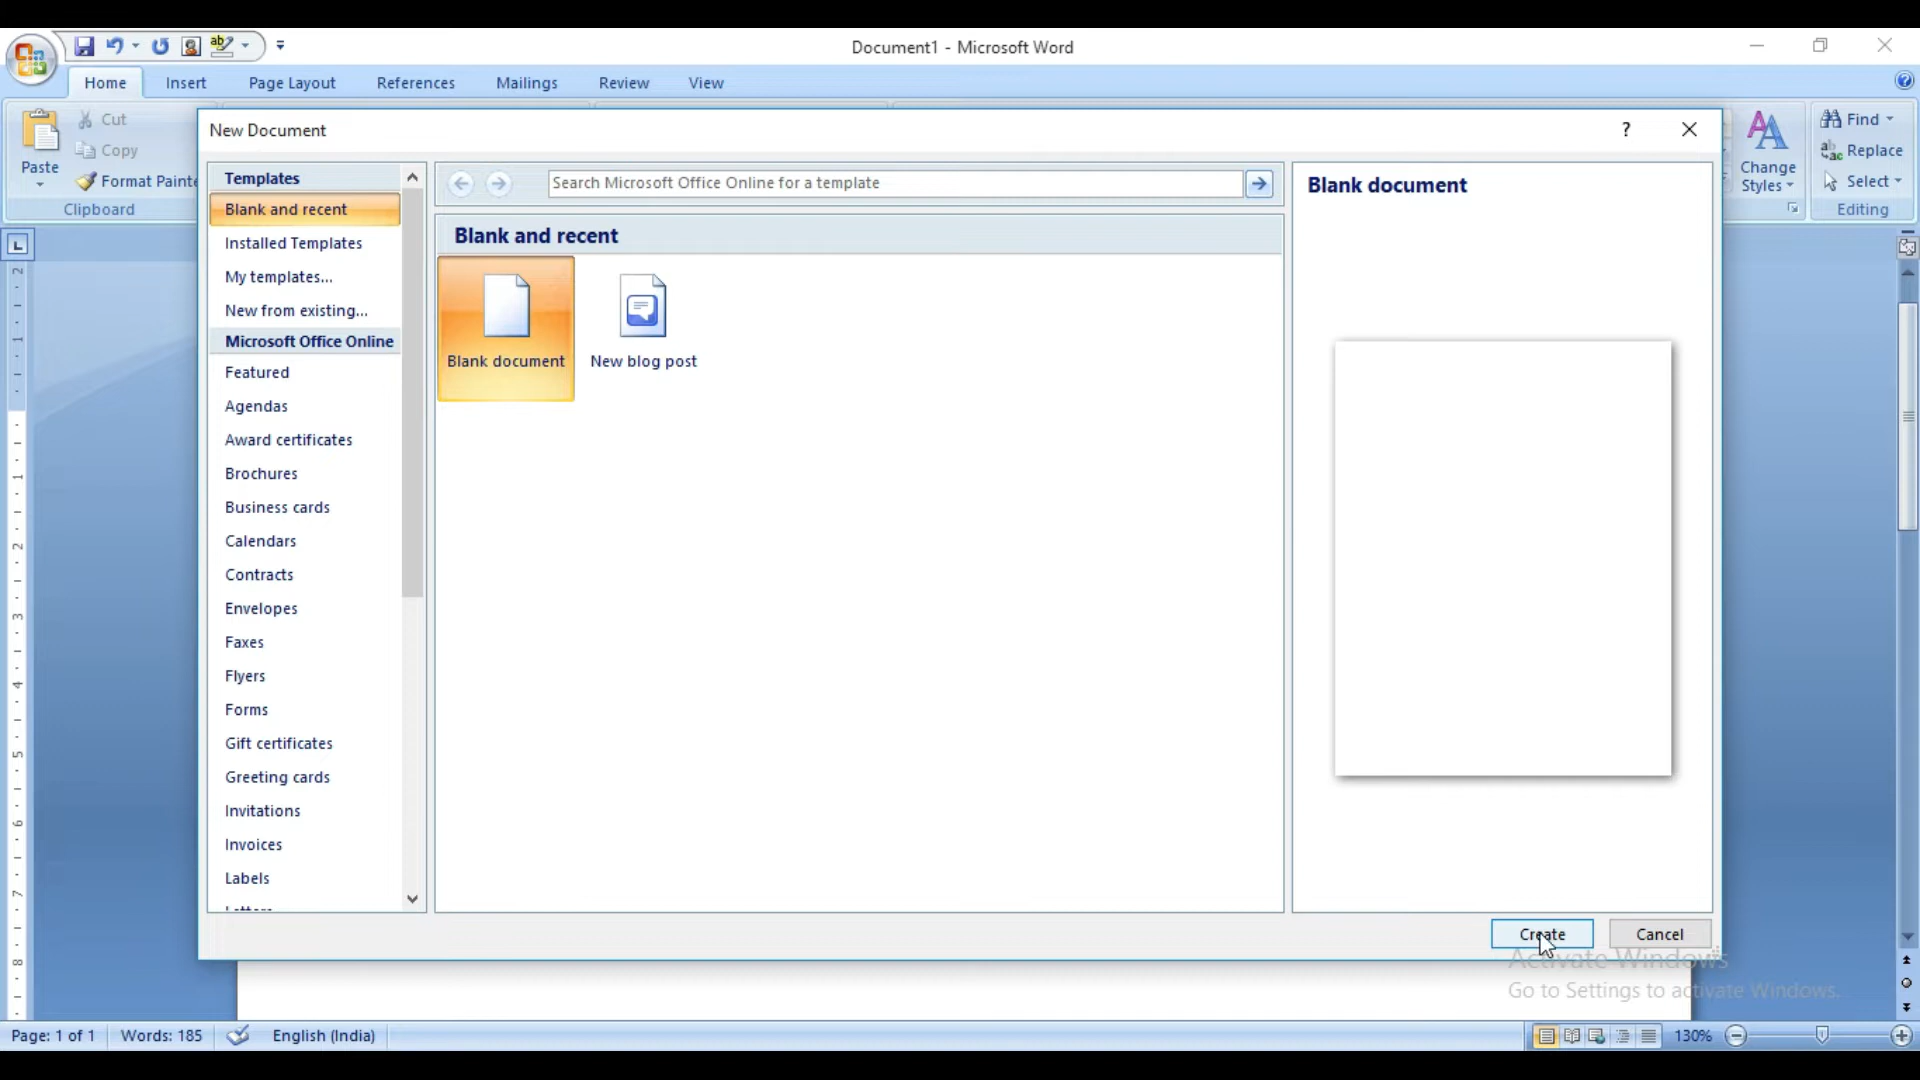 Document1 - Microsoft Word
Home Insert Page Layout References Mailings Review View
Paste
Cut
Copy
Format Painte
Clipboard
New Document
?
Templates
Blank and recent
Installed Templates
My templates...
New from existing...
Microsoft Office Online
Featured
Agendas
Award certificates
Brochures
Business cards
Calendars
Contracts
Envelopes
Faxes
Flyers
Forms
Gift certificates
Greeting cards
Invitations
Invoices
Labels
Search Microsoft Office Online for a template
Blank and recent
Blank document
New blog post
Blank document
Create Cancel
Change
Styles
Find
Replace
Select
Editing
Activate Windows
Go to Settings to activate Windows.
Page: 1 of 1 Words: 185 English (India) 130%